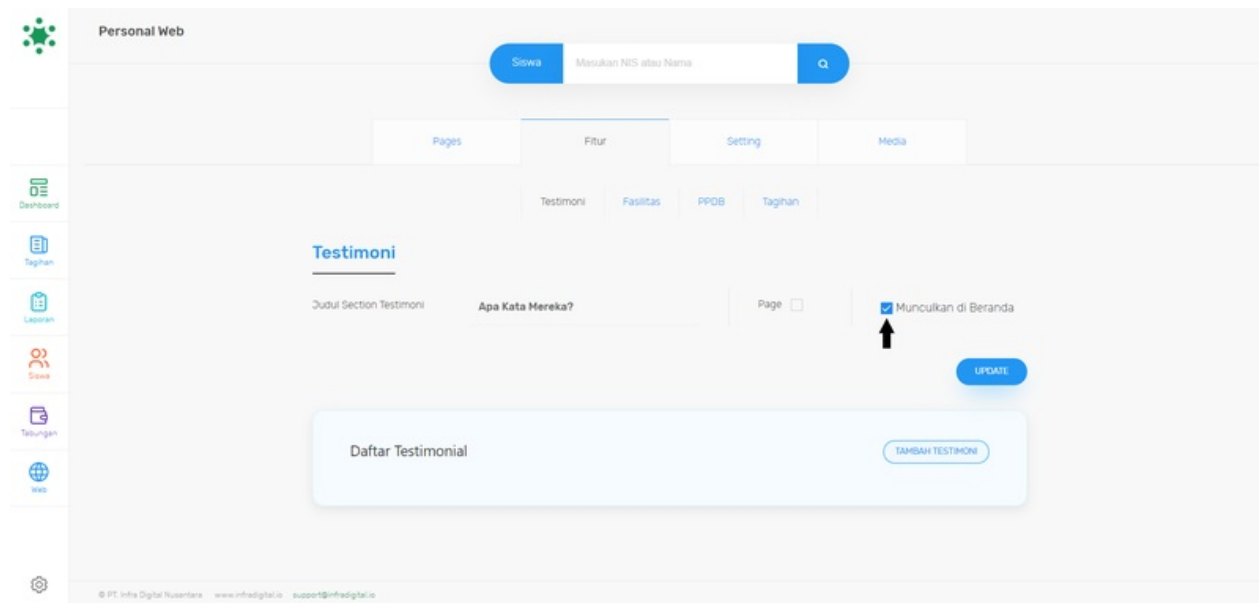 Personal Web
Siswa Masukan NIS atau Nama
Pages Fitur Setting Media
Testimoni Fasilitas PPDB Tagihan
Dashboard
Tagihan
Laporan
Siswa
Tabungan
Web
Testimoni
Judul Section Testimoni Apa Kata Mereka? Page Munculkan di Beranda
UPDATE
Daftar Testimonial TAMBAH TESTIMONI
© PT. Infra Digital Nusantara www.infradigital.io support@infradigital.io